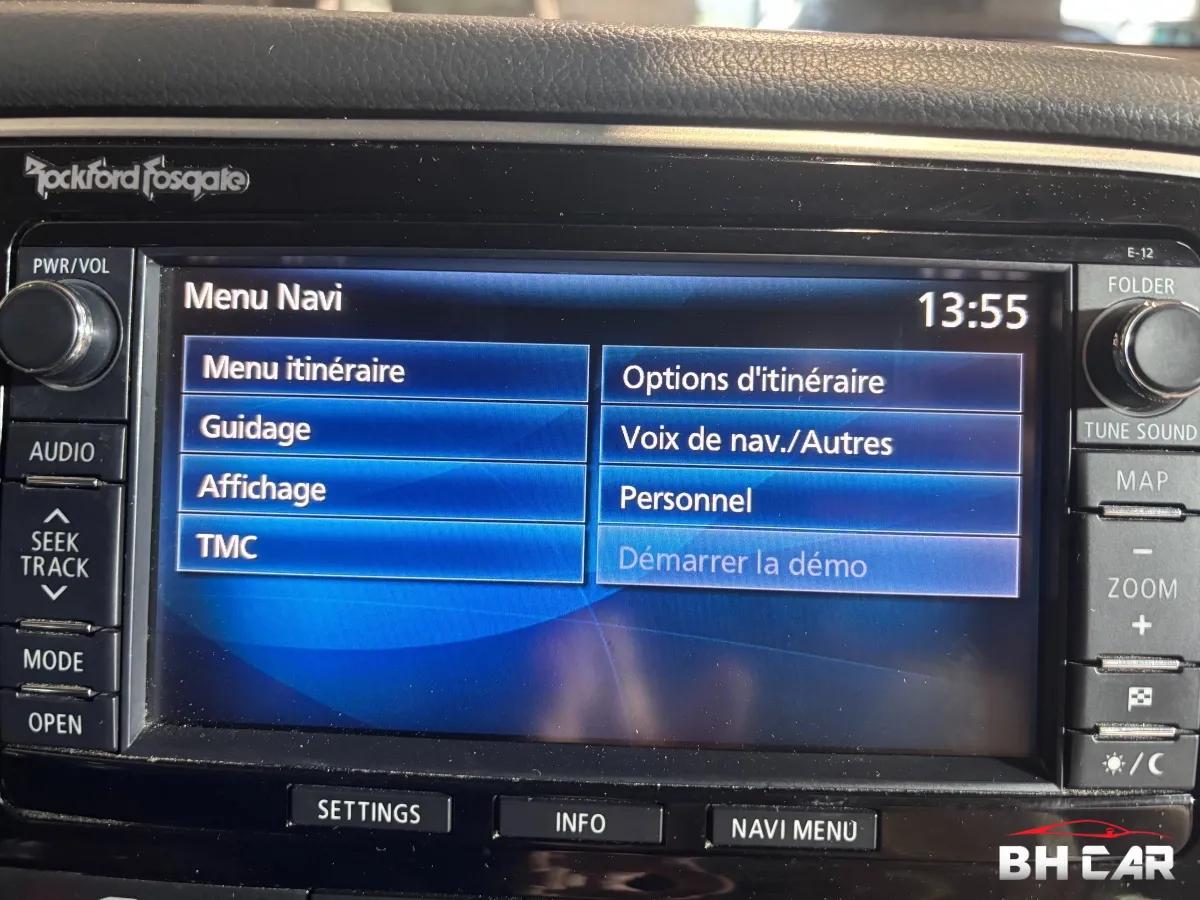 Rockford Fosgate
E-12
PWR/VOL
FOLDER
Menu Navi
13:55
Menu itinéraire
Options d'itinéraire
Guidage
Voix de nav./Autres
Affichage
Personnel
TMC
Démarrer la démo
AUDIO
SEEK
TRACK
MODE
OPEN
TUNE SOUND
MAP
−
ZOOM
+
/
SETTINGS
INFO
NAVI MENU
BH CAR